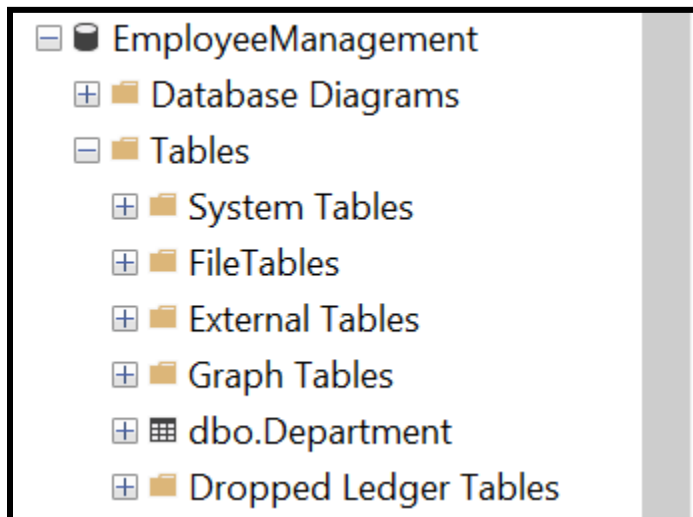 EmployeeManagement
Database Diagrams
Tables
System Tables
FileTables
External Tables
Graph Tables
dbo.Department
Dropped Ledger Tables